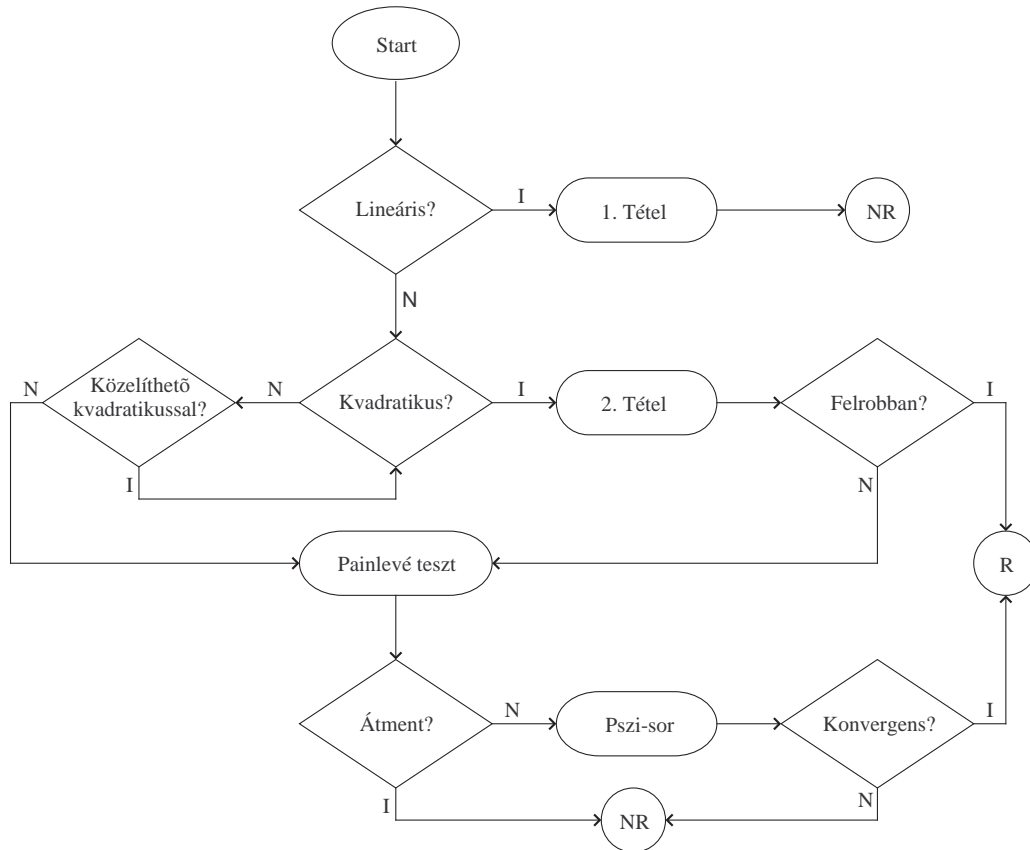 Start
Lineáris?
I
1. Tétel
NR
N
N
Közelíthetõ
kvadratikussal?
N
Kvadratikus?
I
2. Tétel
Felrobban?
I
I
N
Painlevé teszt
R
Átment?
N
Pszi-sor
Konvergens?
I
I
NR
N